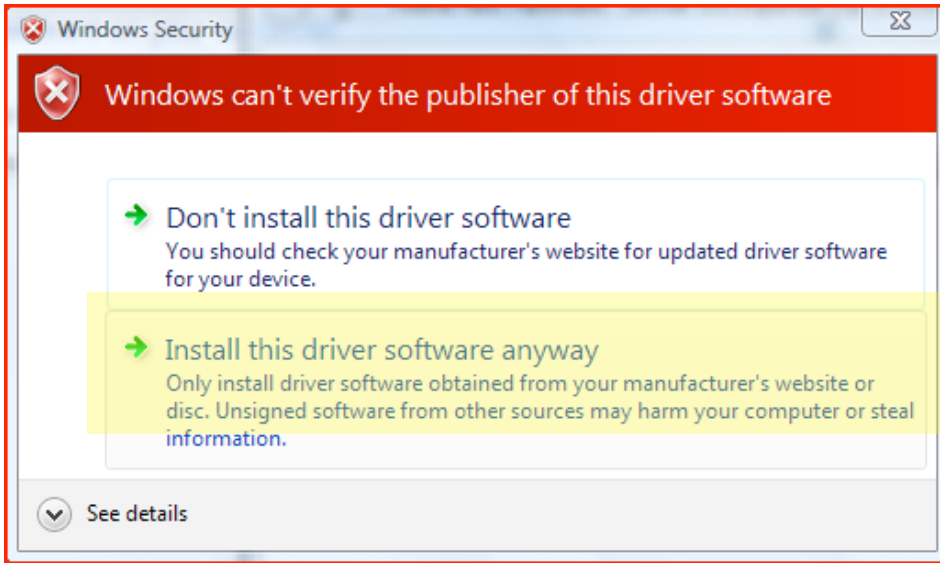 Windows Security
Windows can't verify the publisher of this driver software
Don't install this driver software
You should check your manufacturer's website for updated driver software
for your device.
Install this driver software anyway
Only install driver software obtained from your manufacturer's website or
disc. Unsigned software from other sources may harm your computer or steal
information.
See details